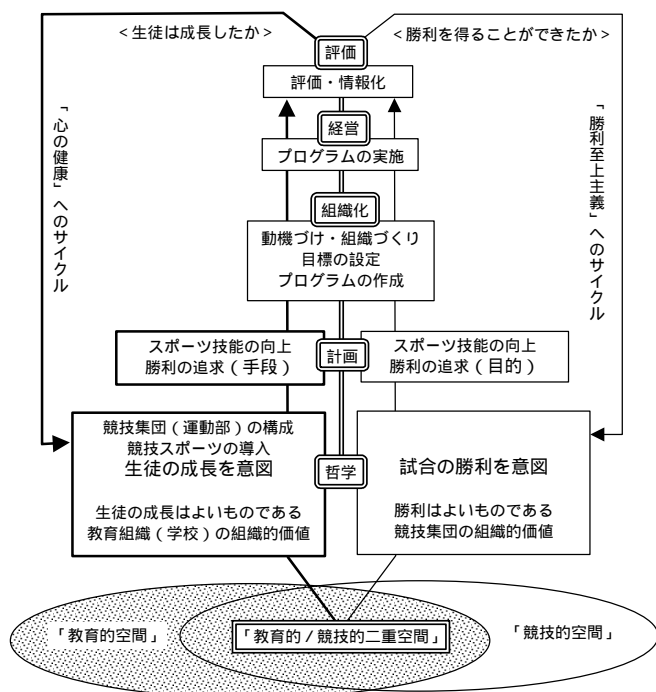 ＜生徒は成長したか＞
評価
＜勝利を得ることができたか＞
評価・情報化
「心の健康」へのサイクル
経営
プログラムの実施
「勝利至上主義」へのサイクル
組織化
動機づけ・組織づくり
目標の設定
プログラムの作成
スポーツ技能の向上
勝利の追求（手段）
計画
スポーツ技能の向上
勝利の追求（目的）
競技集団（運動部）の構成
競技スポーツの導入
生徒の成長を意図
生徒の成長はよいものである
教育組織（学校）の組織的価値
哲学
試合の勝利を意図
勝利はよいものである
競技集団の組織的価値
「教育的空間」
「教育的/競技的二重空間」
「競技的空間」